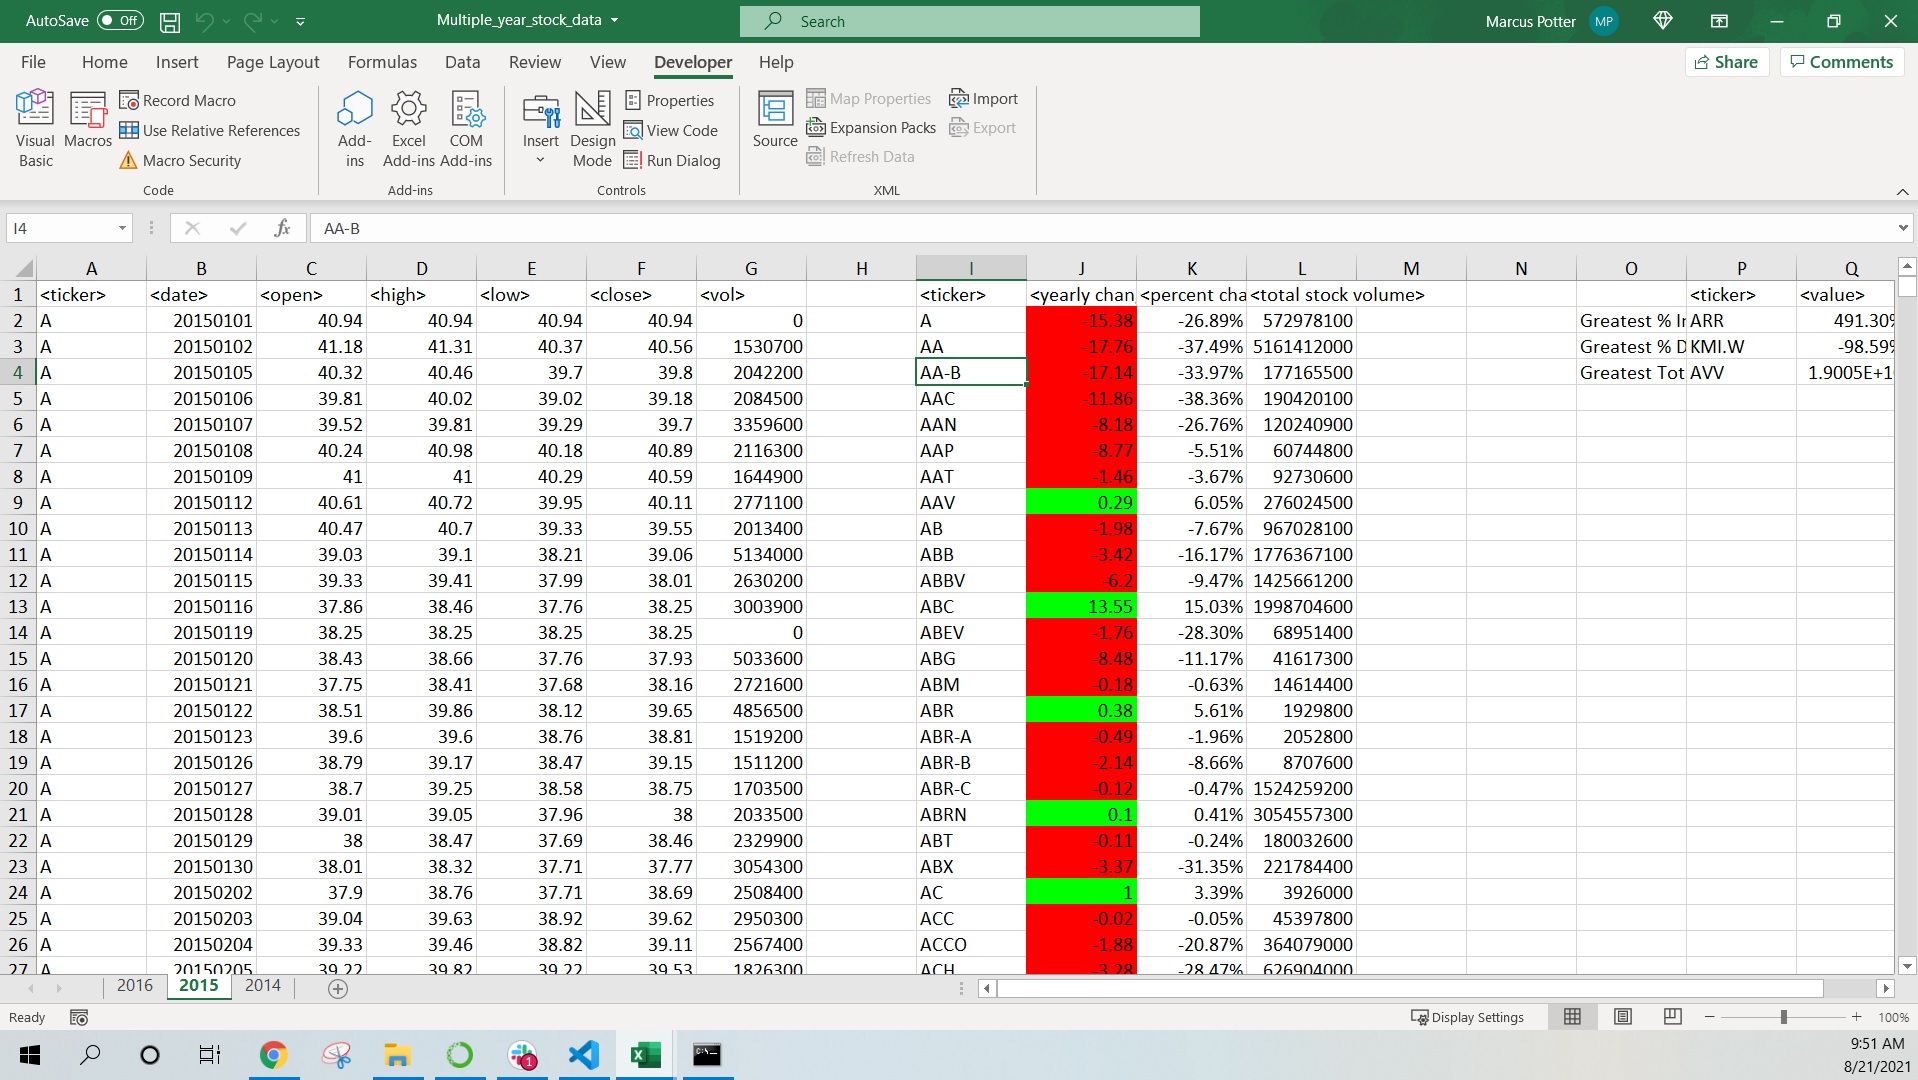 AutoSave Off Multiple_year_stock_data Search Marcus Potter MP
File Home Insert Page Layout Formulas Data Review View Developer Help Share Comments
Visual Basic Macros Record Macro Use Relative References Macro Security Code
Add-ins Excel Add-ins COM Add-ins Add-ins
Insert Design Mode Properties View Code Run Dialog Controls
Source Map Properties Expansion Packs Refresh Data Import Export XML
I4 fx AA-B
A B C D E F G H I J K L M N O P Q
1 <ticker> <date> <open> <high> <low> <close> <vol> <ticker> <yearly chan <percent cha <total stock volume> <ticker> <value>
2 A 20150101 40.94 40.94 40.94 40.94 0 A -15.38 -26.89% 572978100 Greatest % Ir ARR 491.30%
3 A 20150102 41.18 41.31 40.37 40.56 1530700 AA -17.76 -37.49% 5161412000 Greatest % D KMI.W -98.59%
4 A 20150105 40.32 40.46 39.7 39.8 2042200 AA-B -17.14 -33.97% 177165500 Greatest Tot AVV 1.9005E+1
5 A 20150106 39.81 40.02 39.02 39.18 2084500 AAC -11.86 -38.36% 190420100
6 A 20150107 39.52 39.81 39.29 39.7 3359600 AAN -8.18 -26.76% 120240900
7 A 20150108 40.24 40.98 40.18 40.89 2116300 AAP -8.77 -5.51% 60744800
8 A 20150109 41 41 40.29 40.59 1644900 AAT -1.46 -3.67% 92730600
9 A 20150112 40.61 40.72 39.95 40.11 2771100 AAV 0.29 6.05% 276024500
10 A 20150113 40.47 40.7 39.33 39.55 2013400 AB -1.98 -7.67% 967028100
11 A 20150114 39.03 39.1 38.21 39.06 5134000 ABB -3.42 -16.17% 1776367100
12 A 20150115 39.33 39.41 37.99 38.01 2630200 ABBV -6.2 -9.47% 1425661200
13 A 20150116 37.86 38.46 37.76 38.25 3003900 ABC 13.55 15.03% 1998704600
14 A 20150119 38.25 38.25 38.25 38.25 0 ABEV -1.76 -28.30% 68951400
15 A 20150120 38.43 38.66 37.76 37.93 5033600 ABG -8.48 -11.17% 41617300
16 A 20150121 37.75 38.41 37.68 38.16 2721600 ABM -0.18 -0.63% 14614400
17 A 20150122 38.51 39.86 38.12 39.65 4856500 ABR 0.38 5.61% 1929800
18 A 20150123 39.6 39.6 38.76 38.81 1519200 ABR-A -0.49 -1.96% 2052800
19 A 20150126 38.79 39.17 38.47 39.15 1511200 ABR-B -2.14 -8.66% 8707600
20 A 20150127 38.7 39.25 38.58 38.75 1703500 ABR-C -0.12 -0.47% 1524259200
21 A 20150128 39.01 39.05 37.96 38 2033500 ABRN 0.1 0.41% 3054557300
22 A 20150129 38 38.47 37.69 38.46 2329900 ABT -0.11 -0.24% 180032600
23 A 20150130 38.01 38.32 37.71 37.77 3054300 ABX -3.37 -31.35% 221784400
24 A 20150202 37.9 38.76 37.71 38.69 2508400 AC 1 3.39% 3926000
25 A 20150203 39.04 39.63 38.92 39.62 2950300 ACC -0.02 -0.05% 45397800
26 A 20150204 39.33 39.46 38.82 39.11 2567400 ACCO -1.88 -20.87% 364079000
27 A 20150205 39.22 39.82 39.22 39.53 1826300 ACH -3.28 -28.47% 626904000
2016 2015 2014
Ready Display Settings 100%
1
9:51 AM
8/21/2021